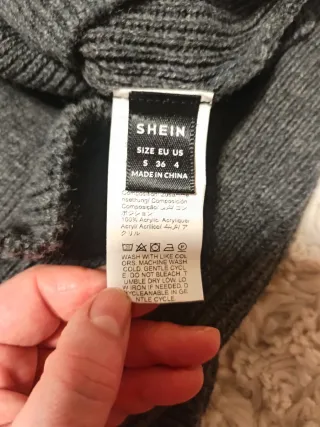 SHEIN
SIZE EU US
S 36 4
MADE IN CHINA
Composição:
100% Acrylic Acrylique
WASH WITH LIKE COL
ORS. MACHINE WASH
COLD. GENTLE CYCL
E. DO NOT BLEACH. T
UMBLE DRY LOW. LO
W IRON IF NEEDED. D
CLEANABLE IN GE
NTLE CYCLE.